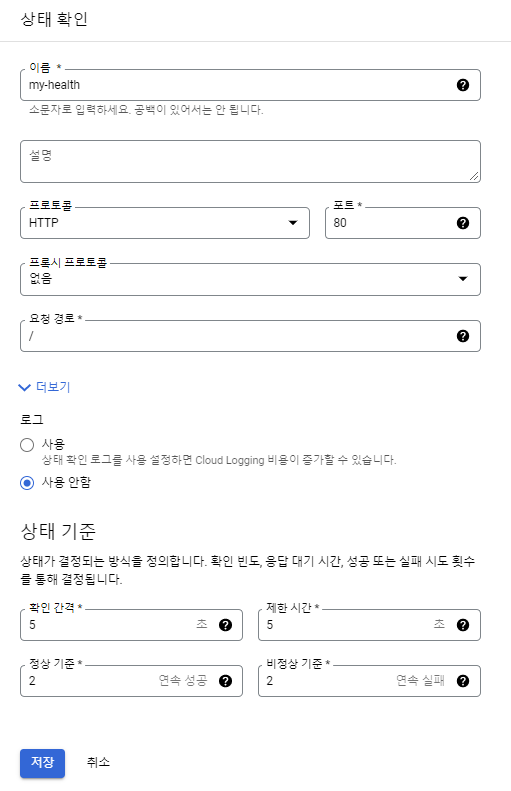 상태 확인
이름 *
my-health
소문자로 입력하세요. 공백이 있어서는 안 됩니다.
설명
프로토콜
HTTP
포트 *
80
프록시 프로토콜
없음
요청 경로 *
/
더보기
로그
사용
상태 확인 로그를 사용 설정하면 Cloud Logging 비용이 증가할 수 있습니다.
사용 안함
상태 기준
상태가 결정되는 방식을 정의합니다. 확인 빈도, 응답 대기 시간, 성공 또는 실패 시도 횟수
를 통해 결정됩니다.
확인 간격 *
5 초
제한 시간 *
5 초
정상 기준 *
2 연속 성공
비정상 기준 *
2 연속 실패
저장 취소